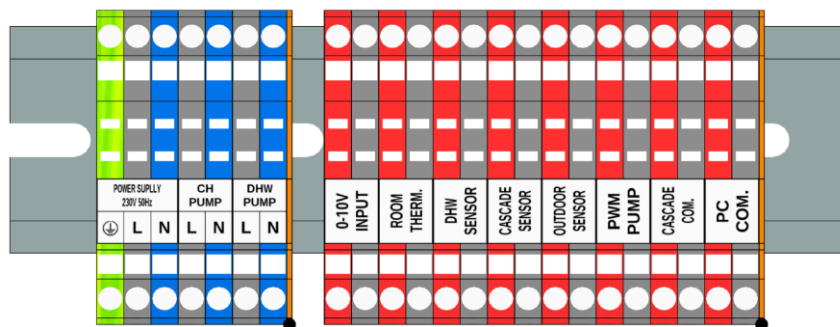 POWER SUPLLY
230V 50Hz
CH
PUMP
DHW
PUMP
L
N
L
N
L
N
0-10V
INPUT
ROOM
THERM.
DHW
SENSOR
CASCADE
SENSOR
OUTDOOR
SENSOR
PWM
PUMP
CASCADE
COM.
PC
COM.